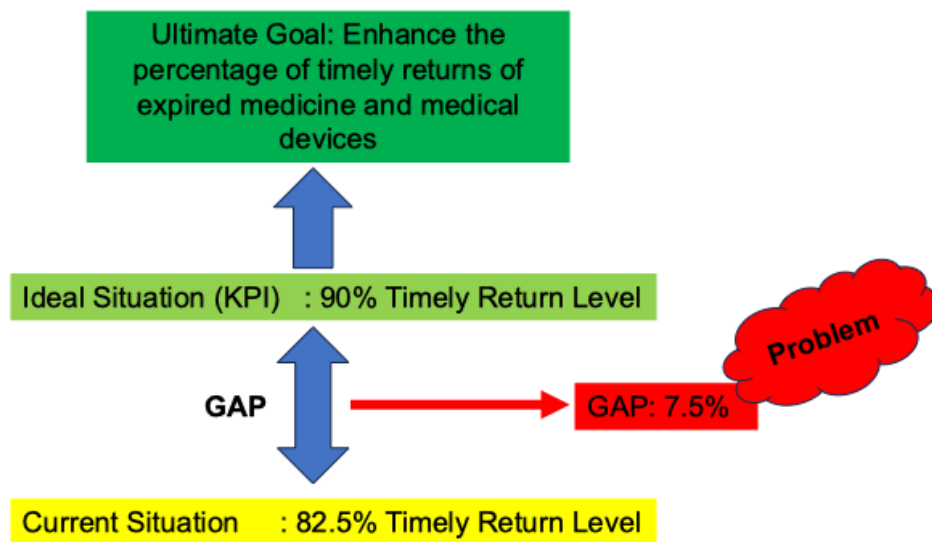 Ultimate Goal: Enhance the
percentage of timely returns of
expired medicine and medical
devices
Ideal Situation (KPI) : 90% Timely Return Level
Problem
GAP
GAP: 7.5%
Current Situation : 82.5% Timely Return Level